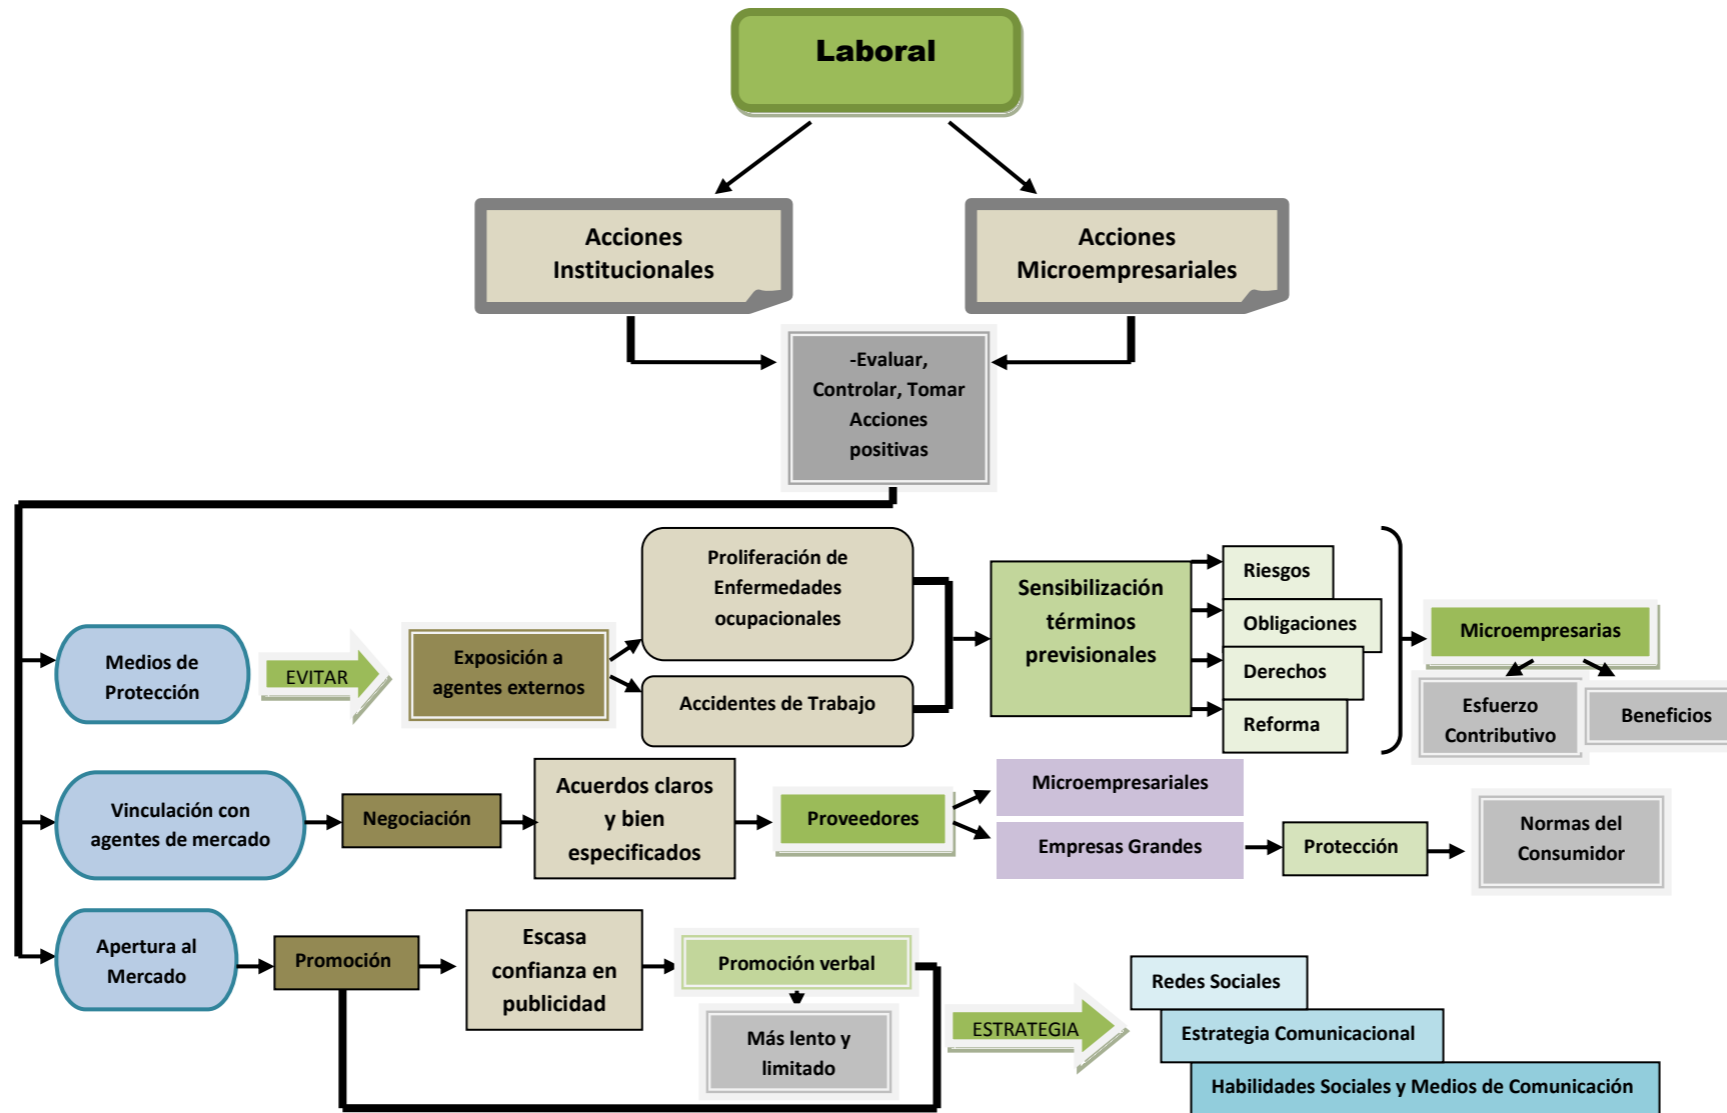 Laboral
Acciones
Institucionales
Acciones
Microempresariales
-Evaluar,
Controlar, Tomar
Acciones
positivas
Medios de
Protección
EVITAR
Exposición a
agentes externos
Proliferación de
Enfermedades
ocupacionales
Accidentes de Trabajo
Sensibilización
términos
previsionales
Riesgos
Obligaciones
Derechos
Reforma
Microempresarias
Esfuerzo
Contributivo
Beneficios
Vinculación con
agentes de mercado
Negociación
Acuerdos claros
y bien
especificados
Proveedores
Microempresariales
Empresas Grandes
Protección
Normas del
Consumidor
Apertura al
Mercado
Promoción
Escasa
confianza en
publicidad
Promoción verbal
Más lento y
limitado
ESTRATEGIA
Redes Sociales
Estrategia Comunicacional
Habilidades Sociales y Medios de Comunicación